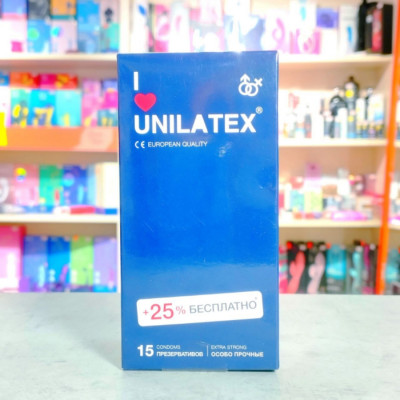 I
UNILATEX®
CE EUROPEAN QUALITY
+25% БЕСПЛАТНО*
15 CONDOMS ПРЕЗЕРВАТИВОВ
EXTRA STRONG ОСОБО ПРОЧНЫЕ